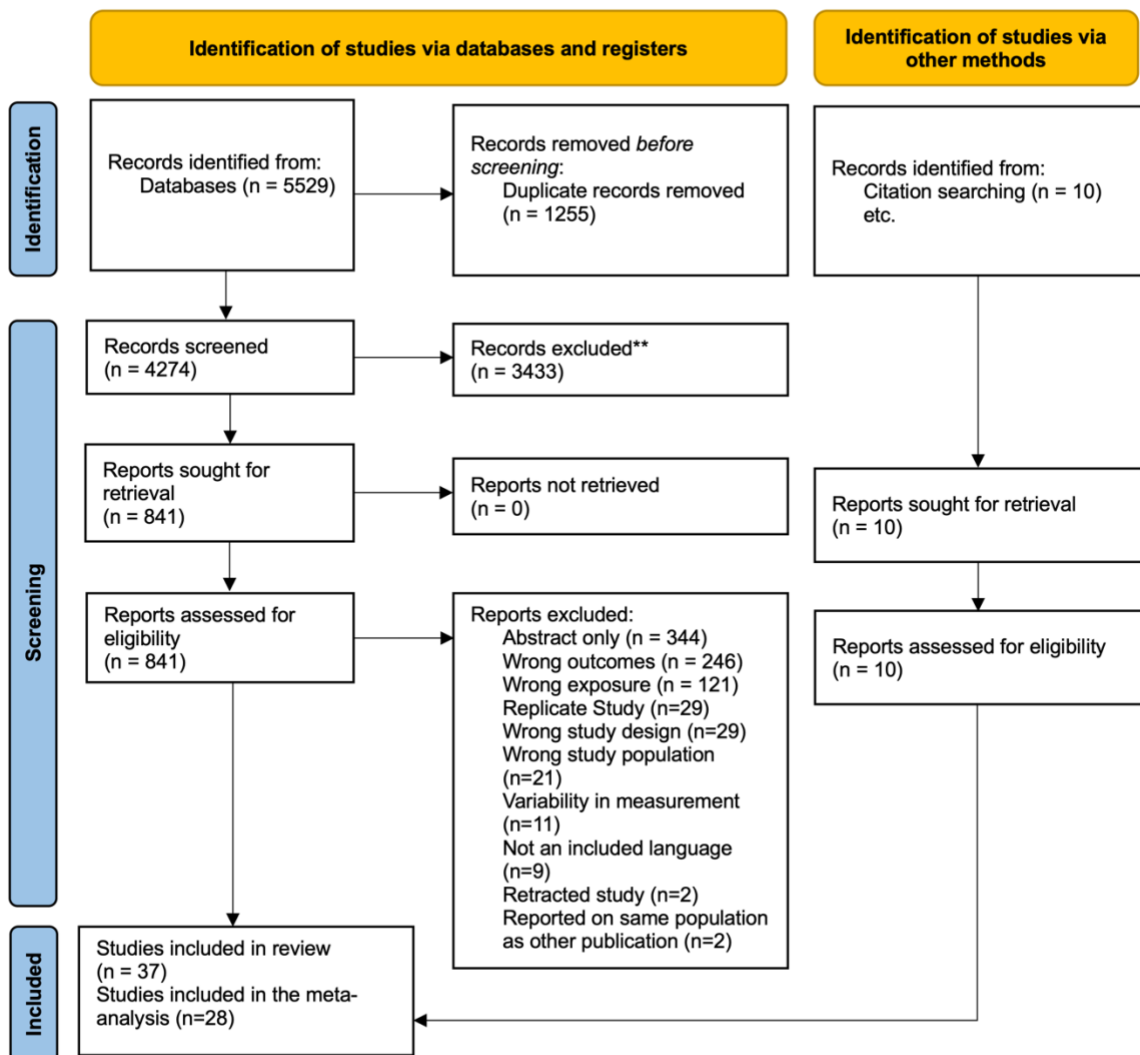 Identification of studies via databases and registers
Identification of studies via
other methods
Identification
Records identified from:
Databases (n = 5529)
Records removed before
screening:
Duplicate records removed
(n = 1255)
Records identified from:
Citation searching (n = 10)
etc.
Screening
Records screened
(n = 4274)
Records excluded**
(n = 3433)
Reports sought for
retrieval
(n = 841)
Reports not retrieved
(n = 0)
Reports sought for retrieval
(n = 10)
Reports assessed for
eligibility
(n = 841)
Reports excluded:
Abstract only (n = 344)
Wrong outcomes (n = 246)
Wrong exposure (n = 121)
Replicate Study (n=29)
Wrong study design (n=29)
Wrong study population
(n=21)
Variability in measurement
(n=11)
Not an included language
(n=9)
Retracted study (n=2)
Reported on same population
as other publication (n=2)
Reports assessed for eligibility
(n = 10)
Included
Studies included in review
(n = 37)
Studies included in the meta-
analysis (n=28)